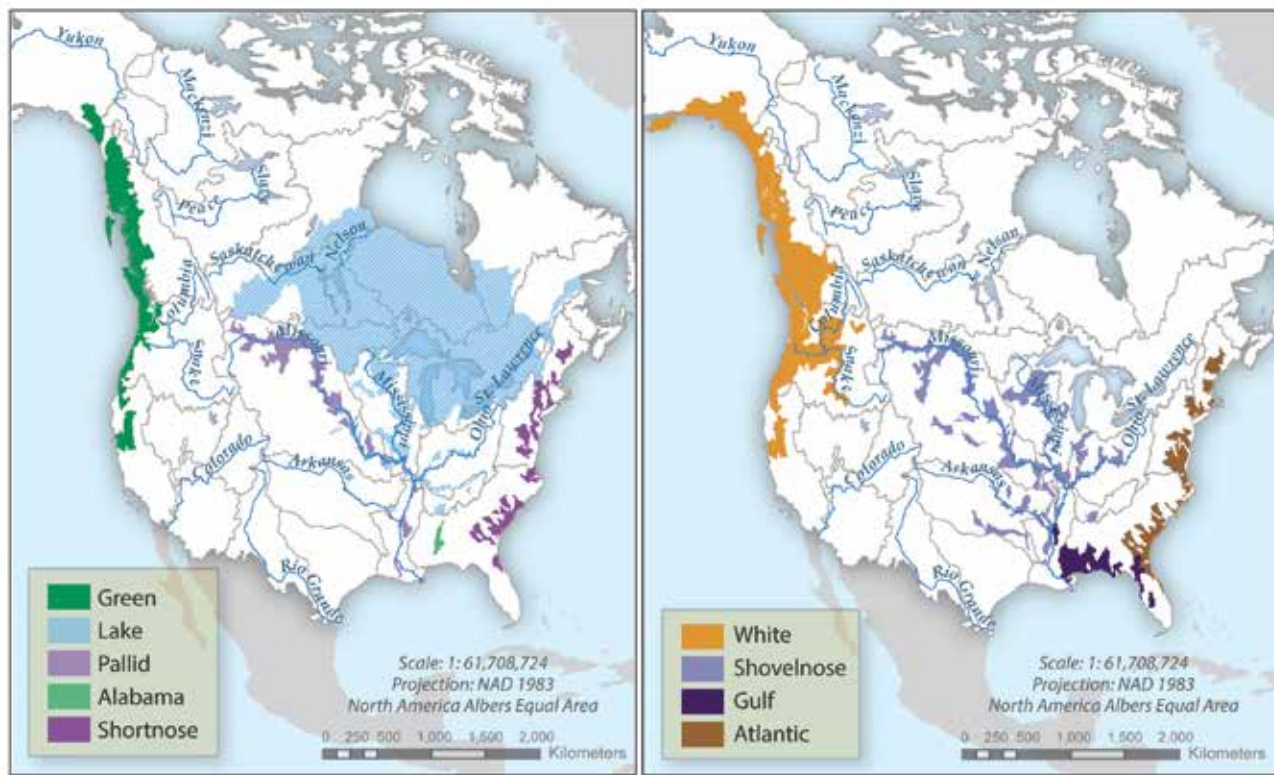 Yukon
Mackenzi
Slave
Peace
Saskatchewan
Nelson
Columbia
Snake
Missouri
Mississippi
St-Lawrence
Ohio
Colorado
Arkansas
Rio Grande
Green
Lake
Pallid
Alabama
Shortnose
Scale: 1: 61,708,724
Projection: NAD 1983
North America Albers Equal Area
0 250 500 1,000 1,500 2,000
Kilometers
Yukon
Mackenzi
Slave
Peace
Saskatchewan
Nelson
Columbia
Snake
Missouri
St-Lawrence
Ohio
Colorado
Arkansas
Rio Grande
White
Shovelnose
Gulf
Atlantic
Scale: 1: 61,708,724
Projection: NAD 1983
North America Albers Equal Area
0 250 500 1,000 1,500 2,000
Kilometers